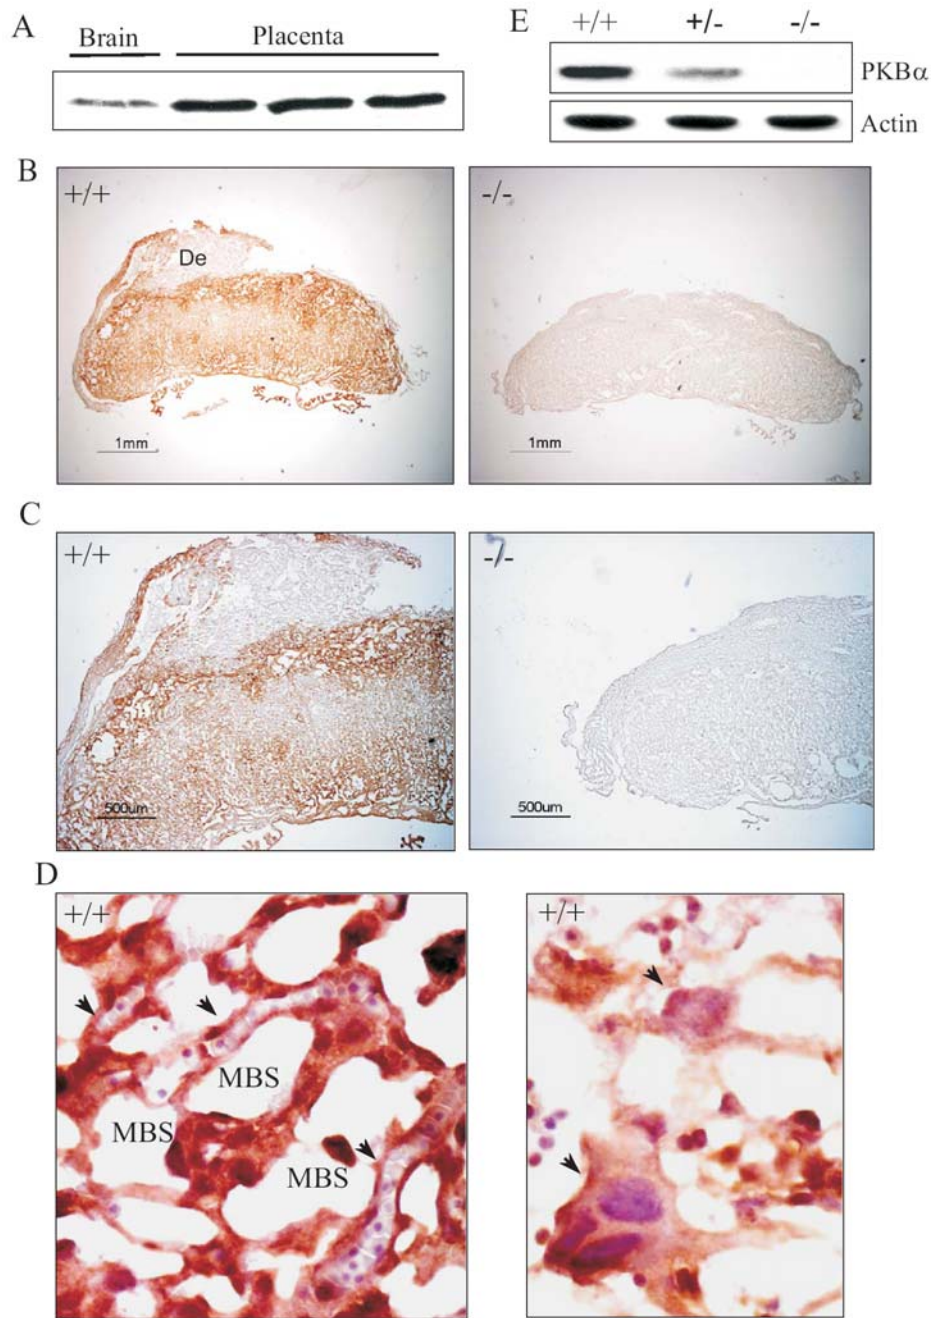 A
Brain Placenta
E
+/+ +/- -/-
PKBα
Actin
B
+/+
De
1mm
-/-
1mm
C
+/+
500um
-/-
500um
D
+/+
MBS
MBS
MBS
+/+